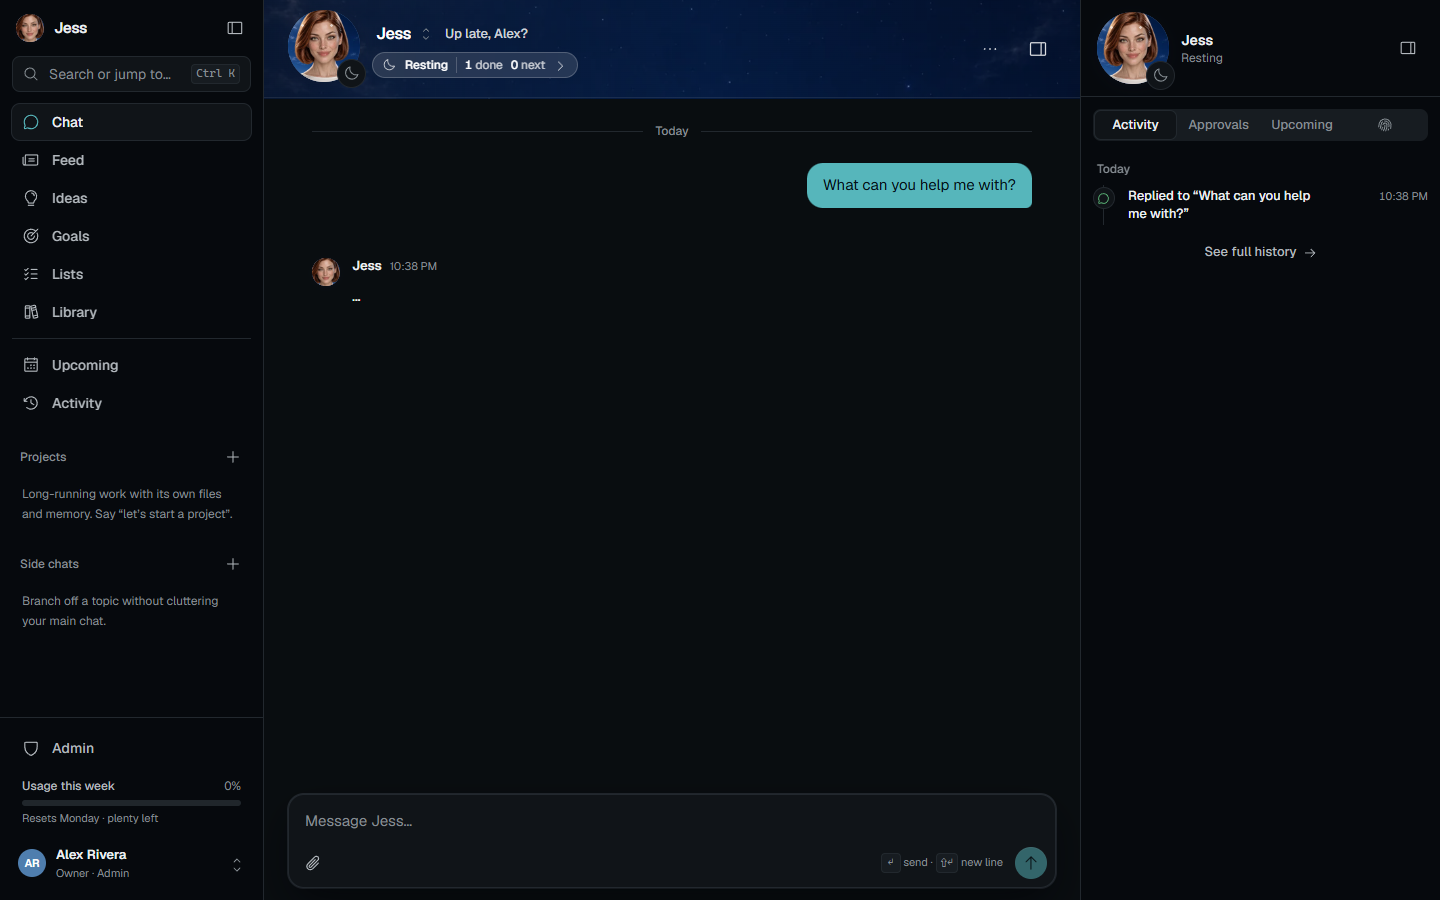 Jess
Search or jump to...
Ctrl K
Chat
Feed
Ideas
Goals
Lists
Library
Upcoming
Activity
Projects
Long-running work with its own files
and memory. Say “let's start a project”.
Side chats
Branch off a topic without cluttering
your main chat.
Admin
Usage this week 0%
Resets Monday · plenty left
AR
Alex Rivera
Owner · Admin
Jess Up late, Alex?
Resting 1 done 0 next
Today
What can you help me with?
Jess 10:38 PM
...
Message Jess...
send · new line
Jess
Resting
Activity Approvals Upcoming
Today
Replied to “What can you help
me with?”
10:38 PM
See full history →